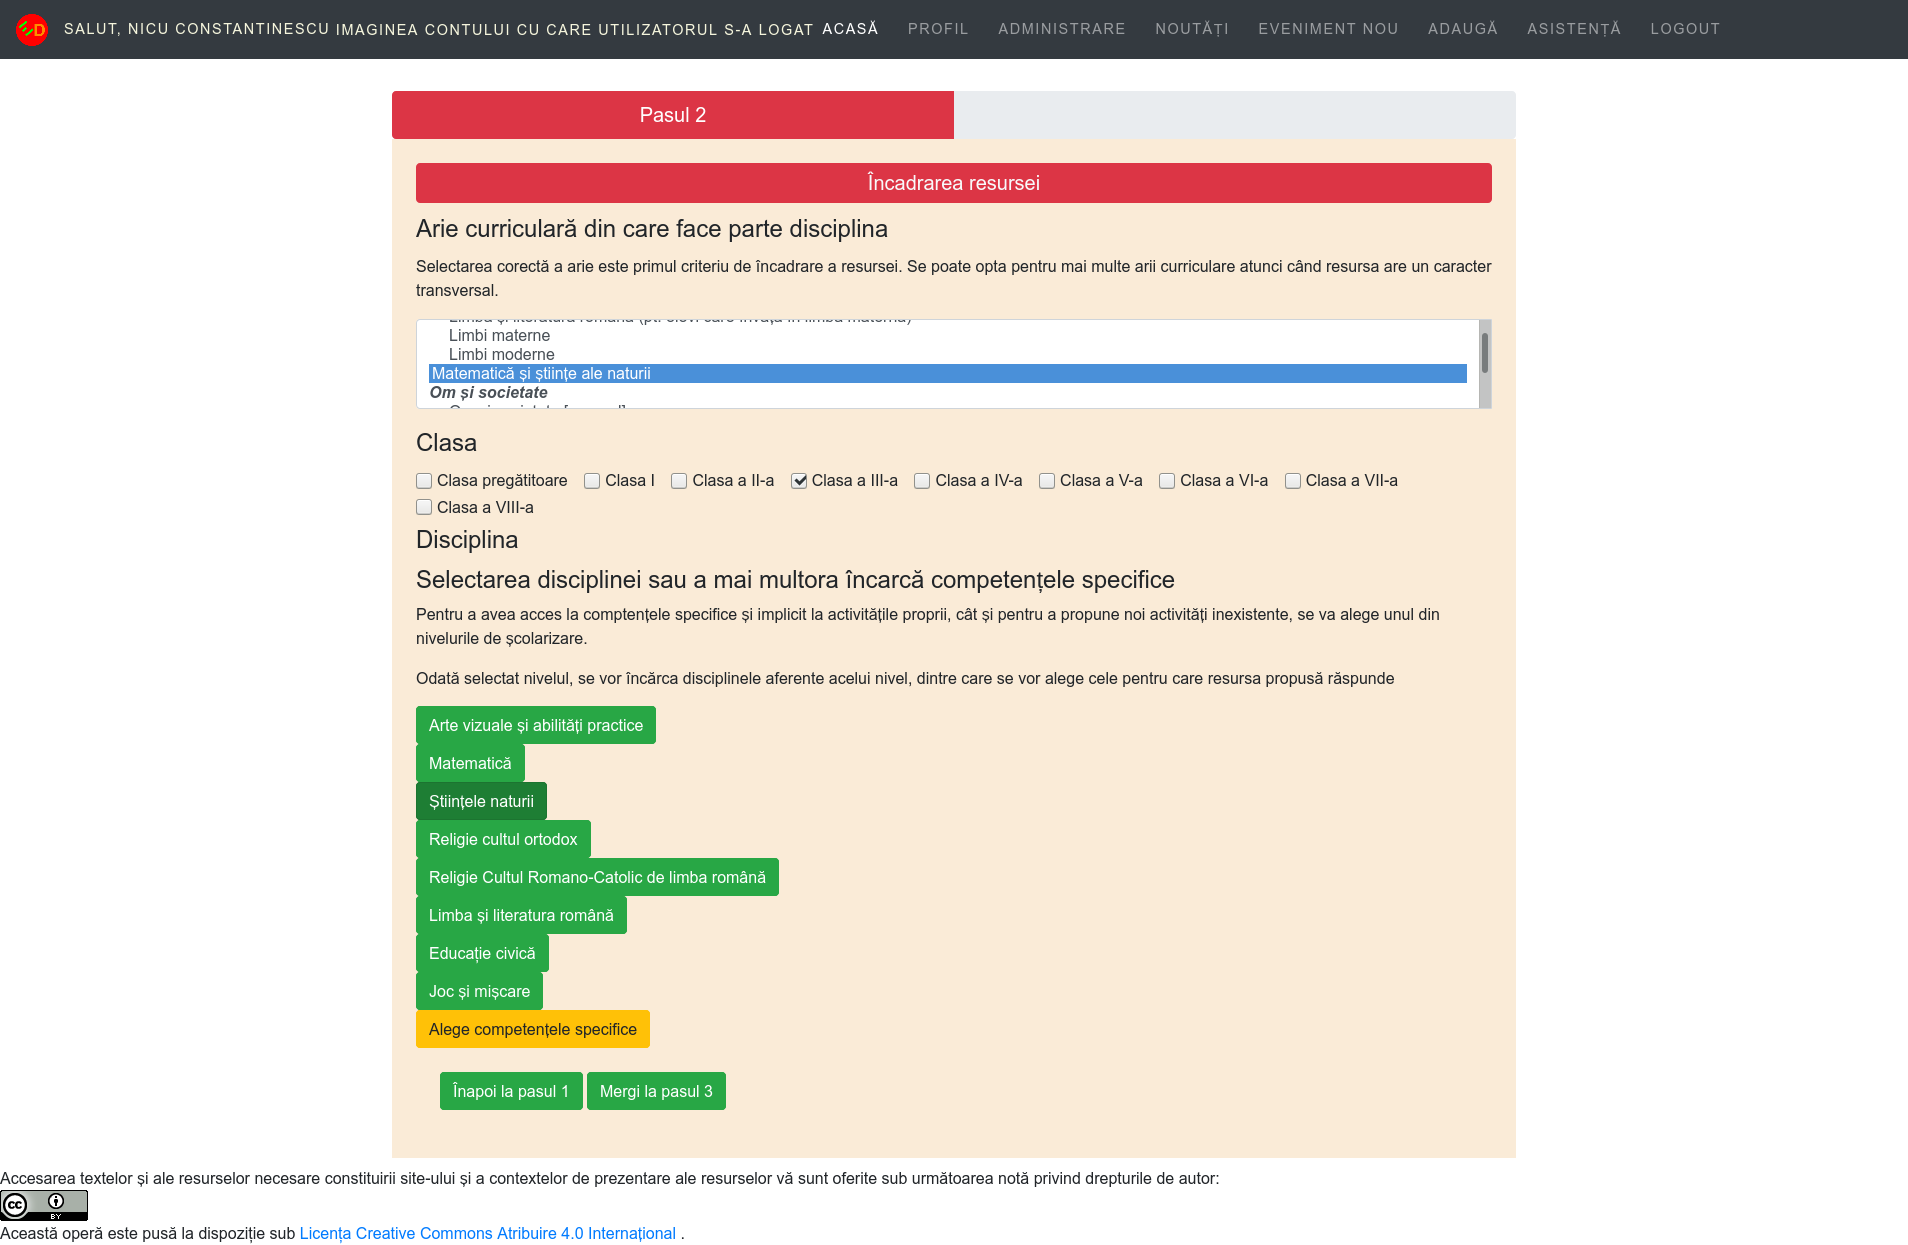 SALUT, NICU CONSTANTINESCU IMAGINEA CONTULUI CU CARE UTILIZATORUL S-A LOGAT ACASĂ PROFIL ADMINISTRARE NOUTĂȚI EVENIMENT NOU ADAUGĂ ASISTENȚĂ LOGOUT
Pasul 2
Încadrarea resursei
Arie curriculară din care face parte disciplina
Selectarea corectă a arie este primul criteriu de încadrare a resursei. Se poate opta pentru mai multe arii curriculare atunci când resursa are un caracter
transversal.
Limbi materne
Limbi moderne
Matematică și științe ale naturii
Om și societate
Clasa
Clasa pregătitoare Clasa I Clasa a II-a Clasa a III-a Clasa a IV-a Clasa a V-a Clasa a VI-a Clasa a VII-a
Clasa a VIII-a
Disciplina
Selectarea disciplinei sau a mai multora încarcă competențele specifice
Pentru a avea acces la comptențele specifice și implicit la activitățile proprii, cât și pentru a propune noi activități inexistente, se va alege unul din
nivelurile de școlarizare.
Odată selectat nivelul, se vor încărca disciplinele aferente acelui nivel, dintre care se vor alege cele pentru care resursa propusă răspunde
Arte vizuale și abilități practice
Matematică
Științele naturii
Religie cultul ortodox
Religie Cultul Romano-Catolic de limba română
Limba și literatura română
Educație civică
Joc și mișcare
Alege competențele specifice
Înapoi la pasul 1 Mergi la pasul 3
Accesarea textelor și ale resurselor necesare constituirii site-ului și a contextelor de prezentare ale resurselor vă sunt oferite sub următoarea notă privind drepturile de autor:
cc BY
Această operă este pusă la dispoziție sub Licența Creative Commons Atribuire 4.0 Internațional .